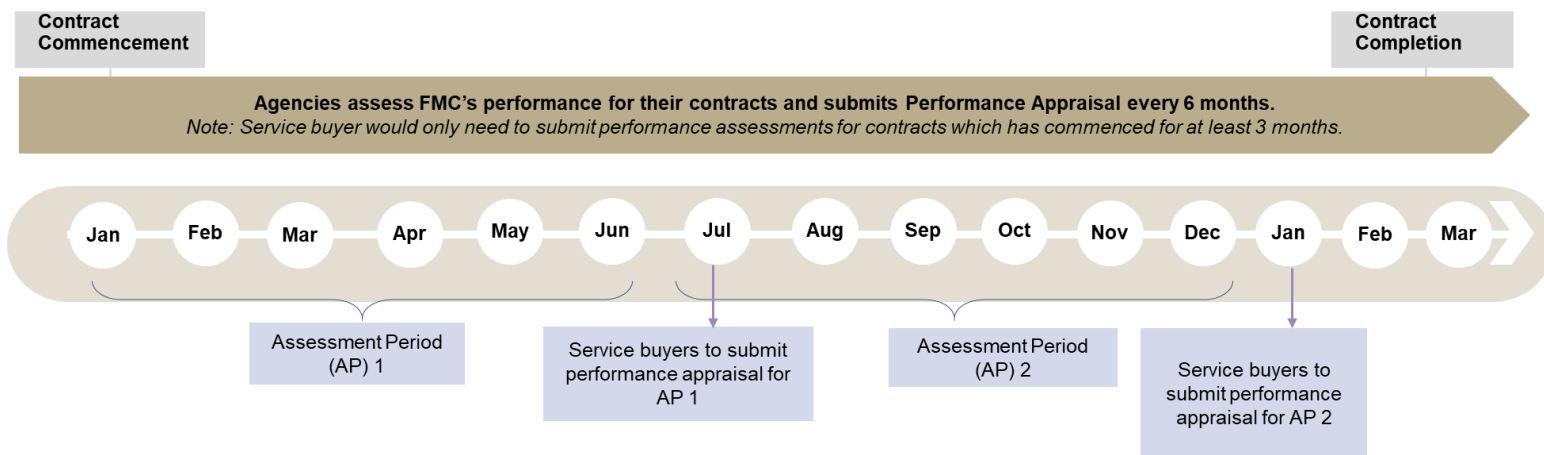 Contract
Commencement
Contract
Completion
Agencies assess FMC's performance for their contracts and submits Performance Appraisal every 6 months.
Note: Service buyer would only need to submit performance assessments for contracts which has commenced for at least 3 months.
Jan Feb Mar Apr May Jun Jul Aug Sep Oct Nov Dec Jan Feb Mar
Assessment Period
(AP) 1
Service buyers to submit
performance appraisal for
AP 1
Assessment Period
(AP) 2
Service buyers to
submit performance
appraisal for AP 2